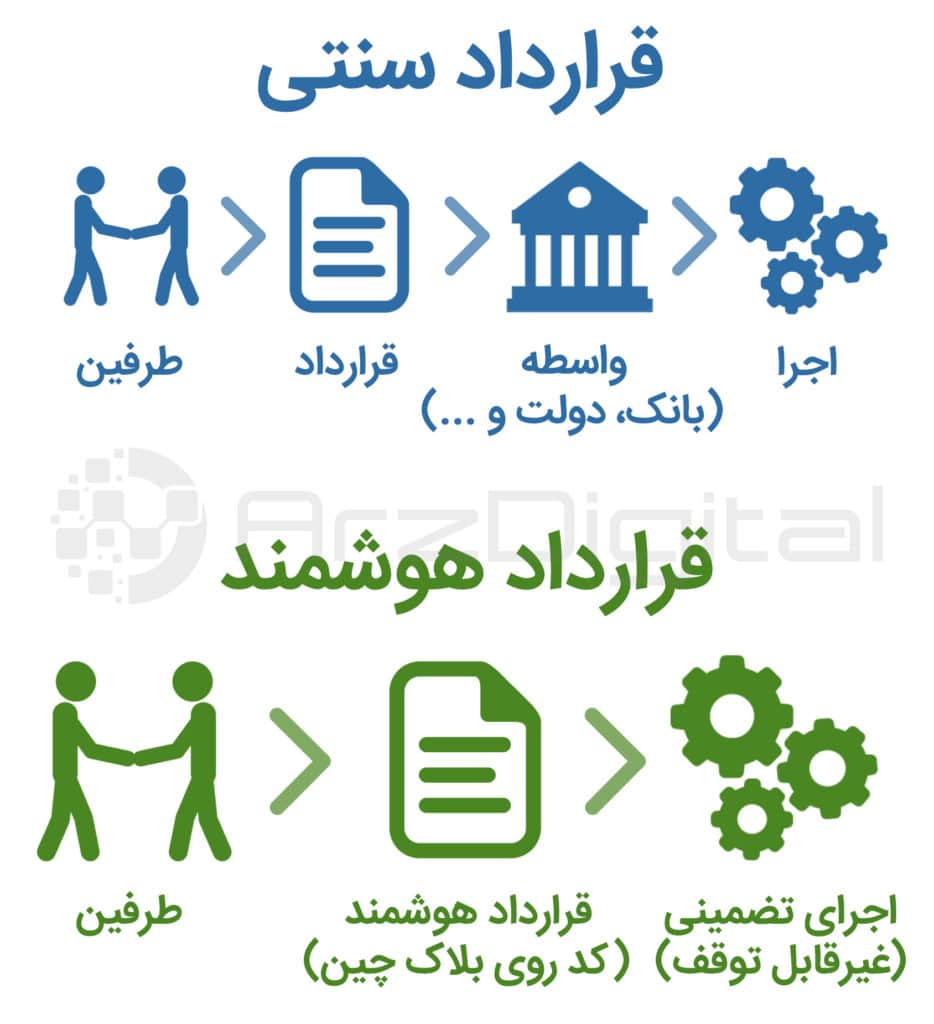 قرارداد سنتی
طرفین
قرارداد
واسطه
(بانک، دولت و ...)
اجرا
ArzDigital
قرارداد هوشمند
طرفین
قرارداد هوشمند
(کد روی بلاک چین)
اجرای تضمینی
(غیرقابل توقف)